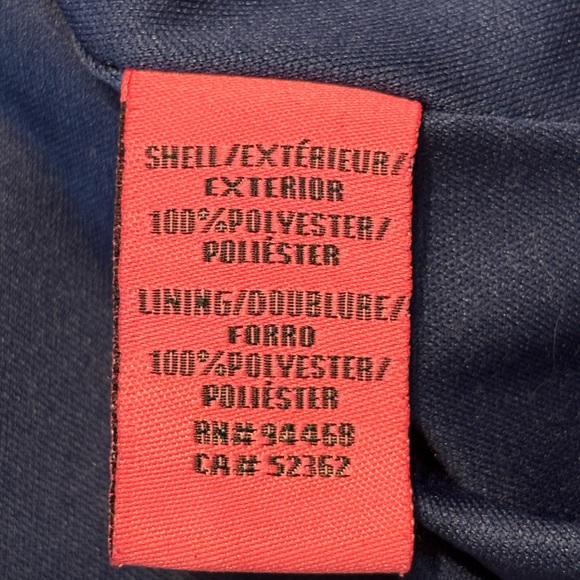 SHELL/EXTÉRIEUR/
EXTERIOR
100%POLYESTER/
POLIÉSTER
LINING/DOUBLURE/
FORRO
100%POLYESTER/
POLIÉSTER
RN# 94468
CA# 52362